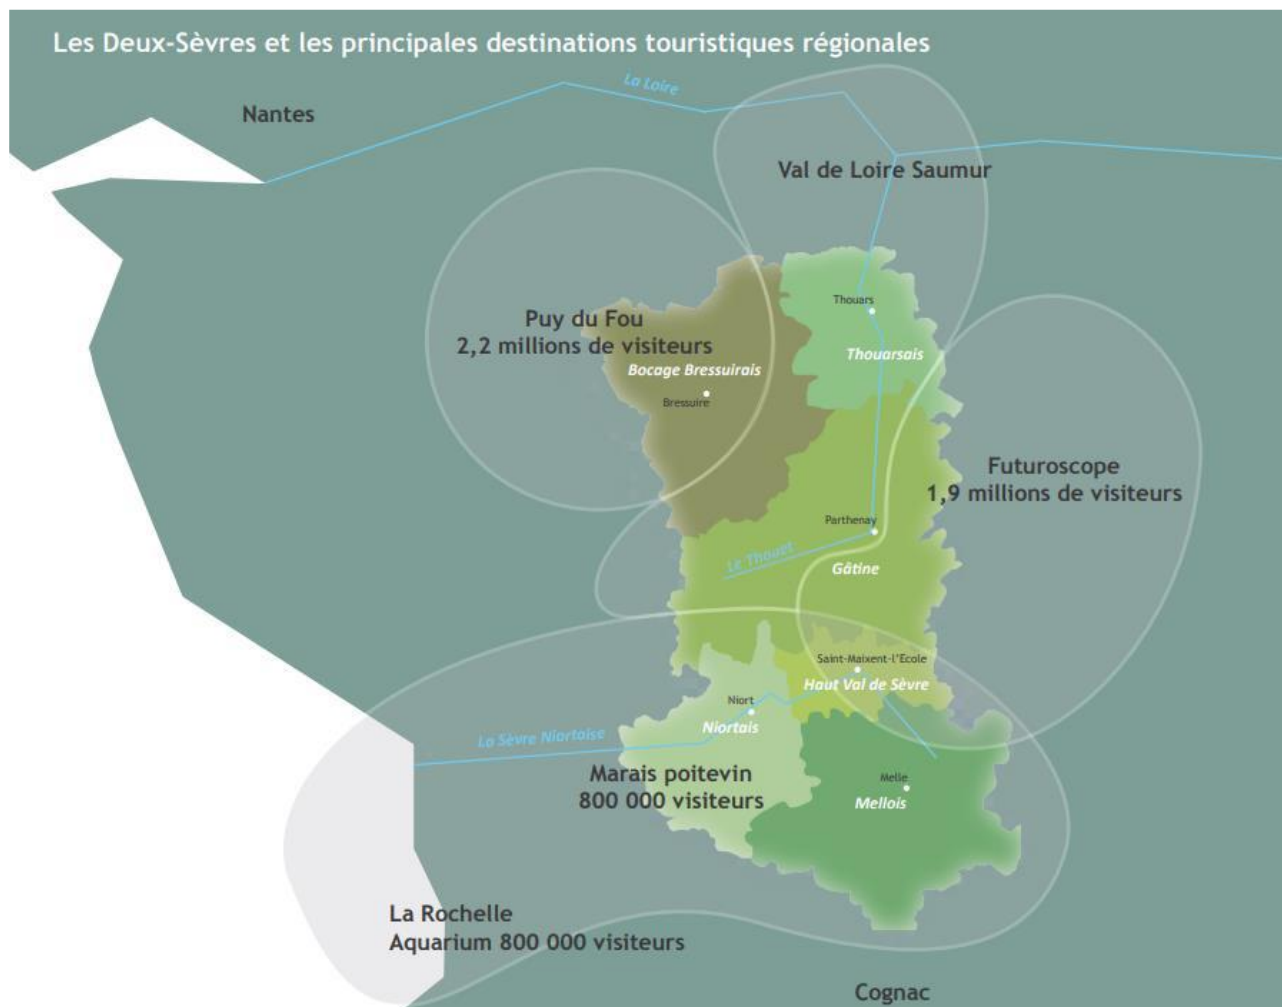 Les Deux-Sèvres et les principales destinations touristiques régionales
La Loire
Nantes
Val de Loire Saumur
Thouars
Puy du Fou
2,2 millions de visiteurs
Thouarsais
Bocage Bressuirais
Bressuire
Futuroscope
1,9 millions de visiteurs
Parthenay
Le Thouet
Gâtine
Saint-Maixent-l'Ecole
Haut Val de Sèvre
Niort
Niortais
La Sèvre Niortaise
Marais poitevin
800 000 visiteurs
Melle
Mellois
La Rochelle
Aquarium 800 000 visiteurs
Cognac